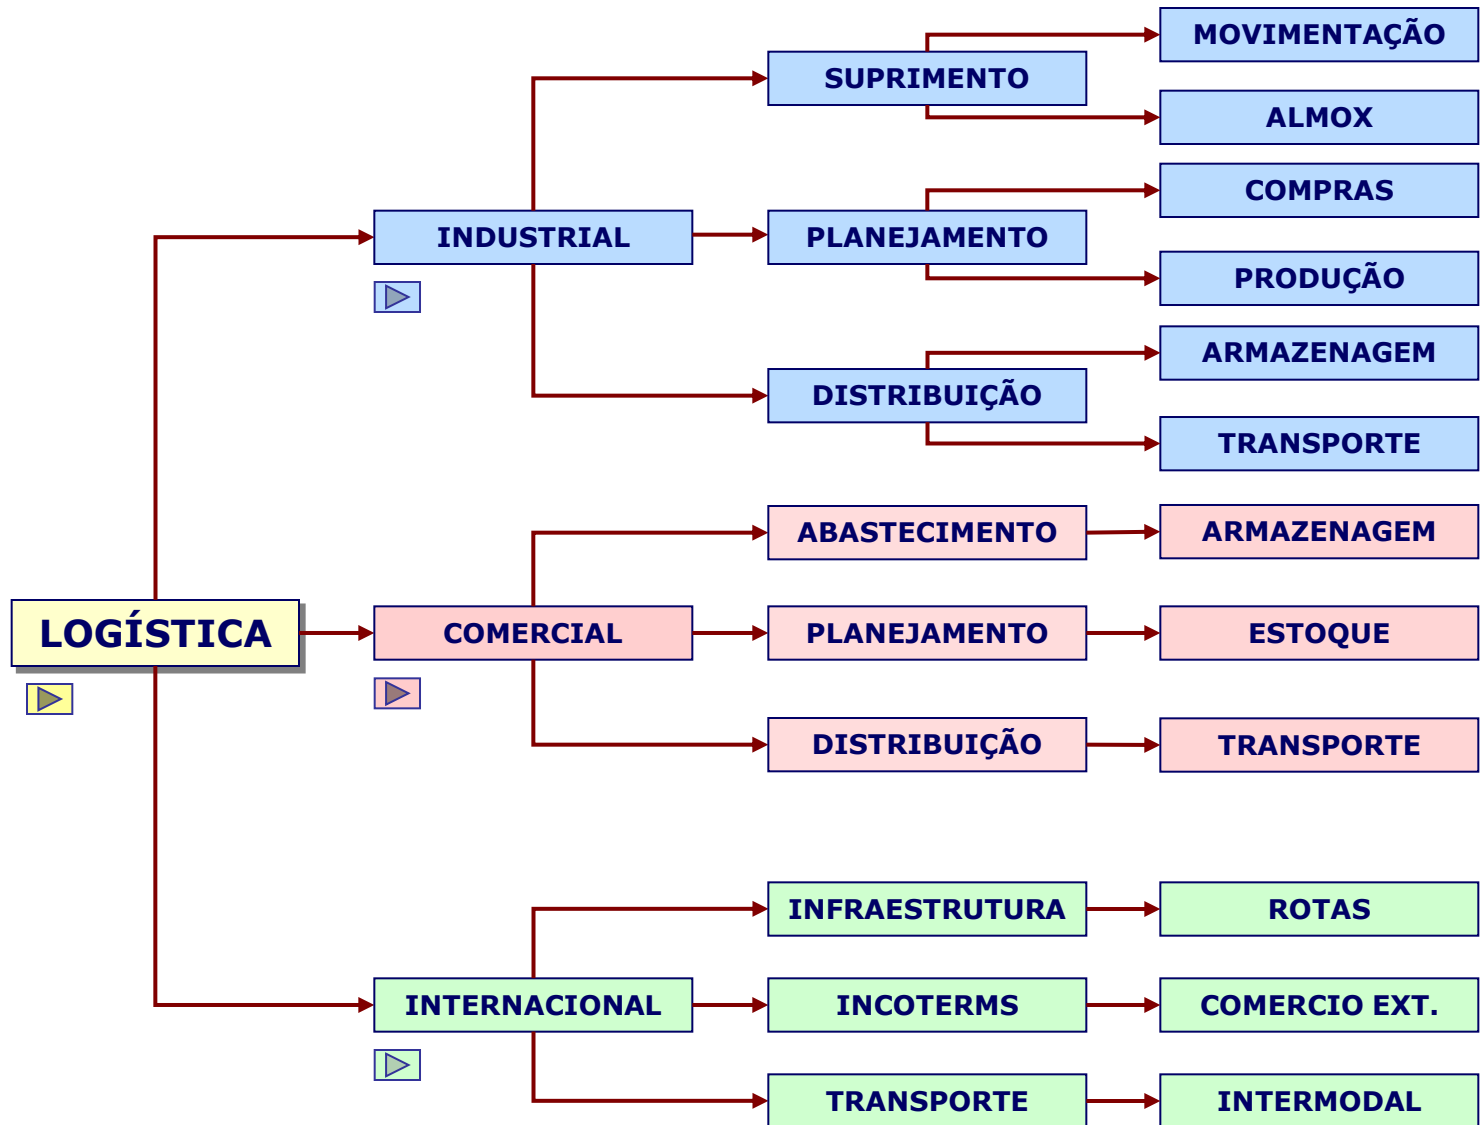 MOVIMENTAÇÃO
SUPRIMENTO
ALMOX
COMPRAS
INDUSTRIAL
PLANEJAMENTO
PRODUÇÃO
ARMAZENAGEM
DISTRIBUIÇÃO
TRANSPORTE
ABASTECIMENTO
ARMAZENAGEM
LOGÍSTICA
COMERCIAL
PLANEJAMENTO
ESTOQUE
DISTRIBUIÇÃO
TRANSPORTE
INFRAESTRUTURA
ROTAS
INTERNACIONAL
INCOTERMS
COMERCIO EXT.
TRANSPORTE
INTERMODAL